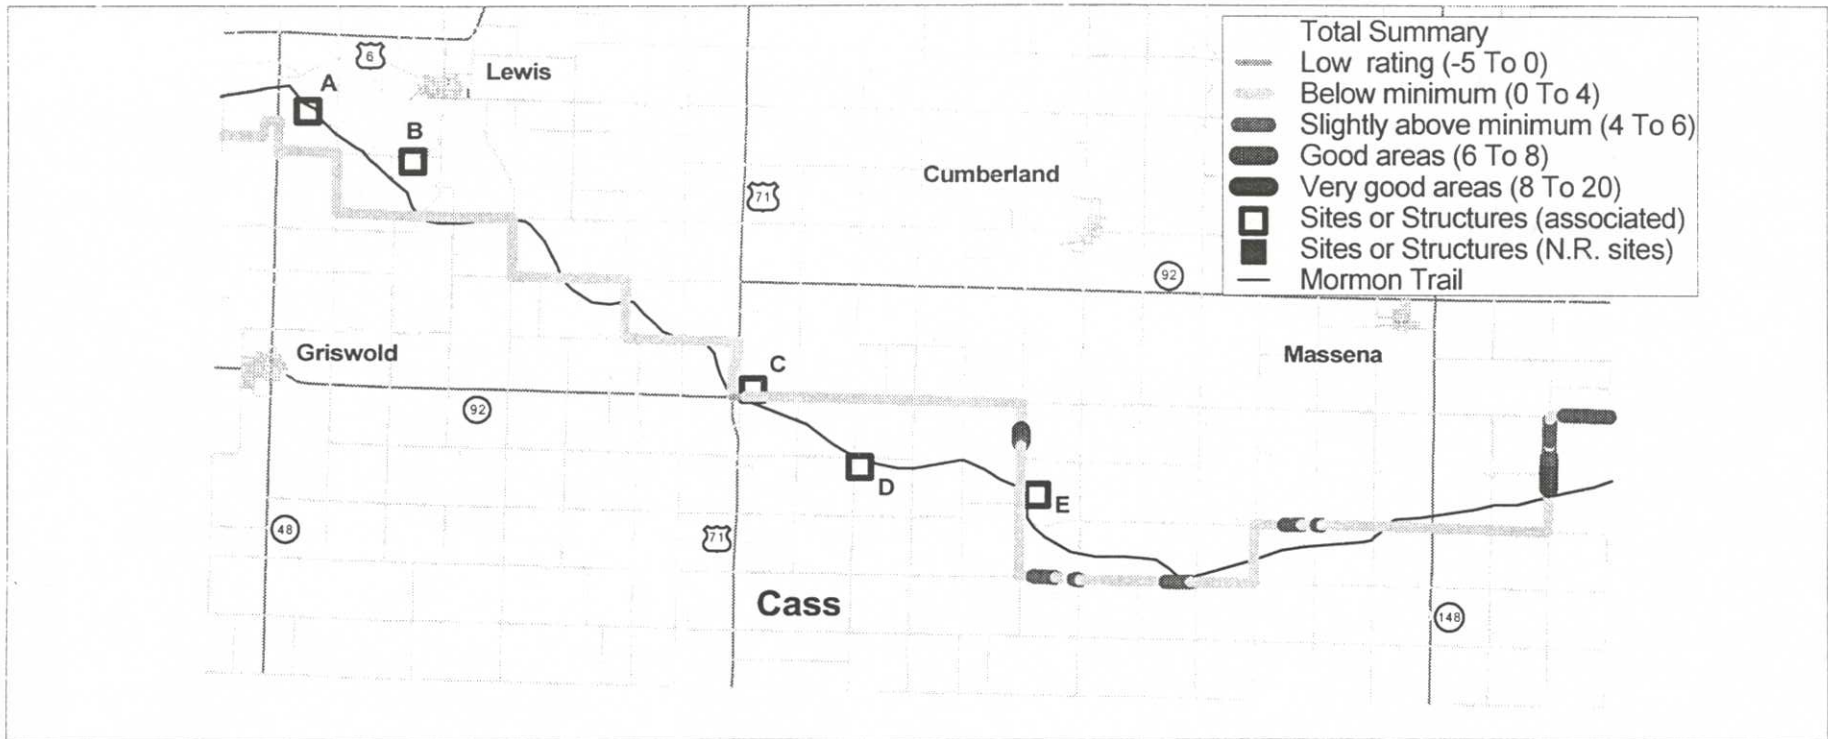 Total Summary
Low rating (-5 To 0)
Below minimum (0 To 4)
Slightly above minimum (4 To 6)
Good areas (6 To 8)
Very good areas (8 To 20)
Sites or Structures (associated)
Sites or Structures (N.R. sites)
Mormon Trail
6
Lewis
A
B
71
Cumberland
92
Griswold
Massena
C
92
D
E
48
71
Cass
148